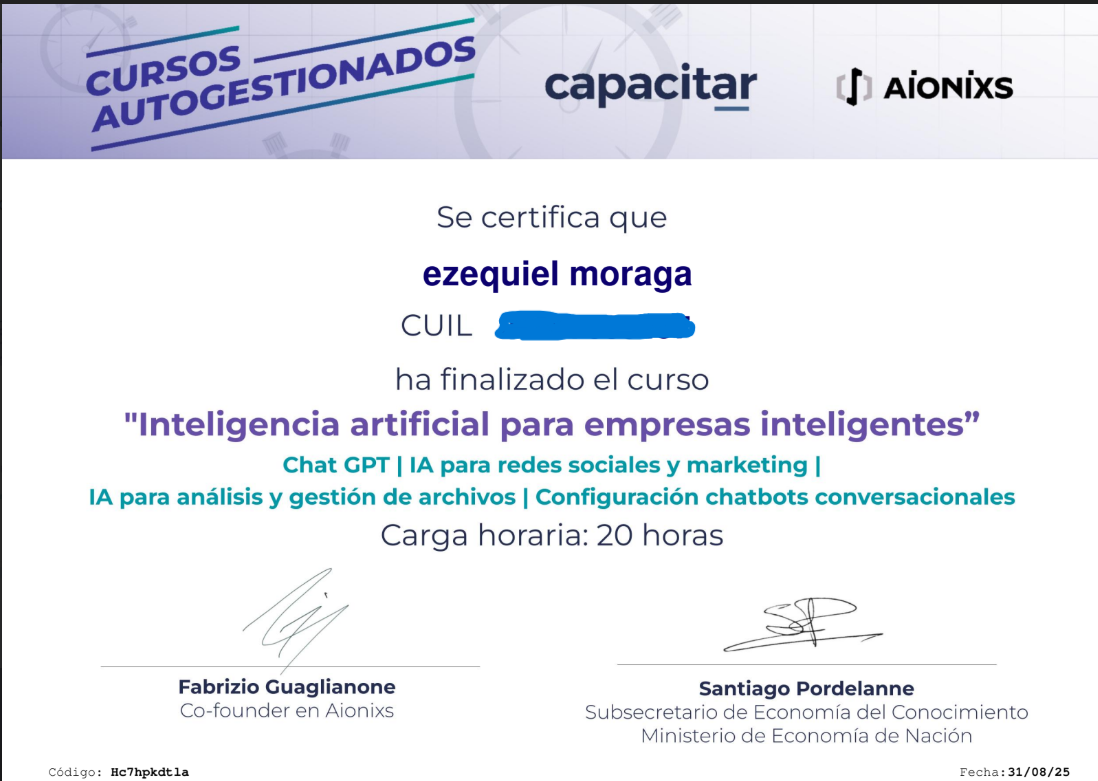 CURSOS
AUTOGESTIONADOS
capacitar
AIONIXS
Se certifica que
ezequiel moraga
CUIL
ha finalizado el curso
"Inteligencia artificial para empresas inteligentes”
Chat GPT | IA para redes sociales y marketing |
IA para análisis y gestión de archivos | Configuración chatbots conversacionales
Carga horaria: 20 horas
Fabrizio Guaglianone
Co-founder en Aionixs
Santiago Pordelanne
Subsecretario de Economía del Conocimiento
Ministerio de Economía de Nación
Código: Hc7hpkdtla
Fecha:31/08/25